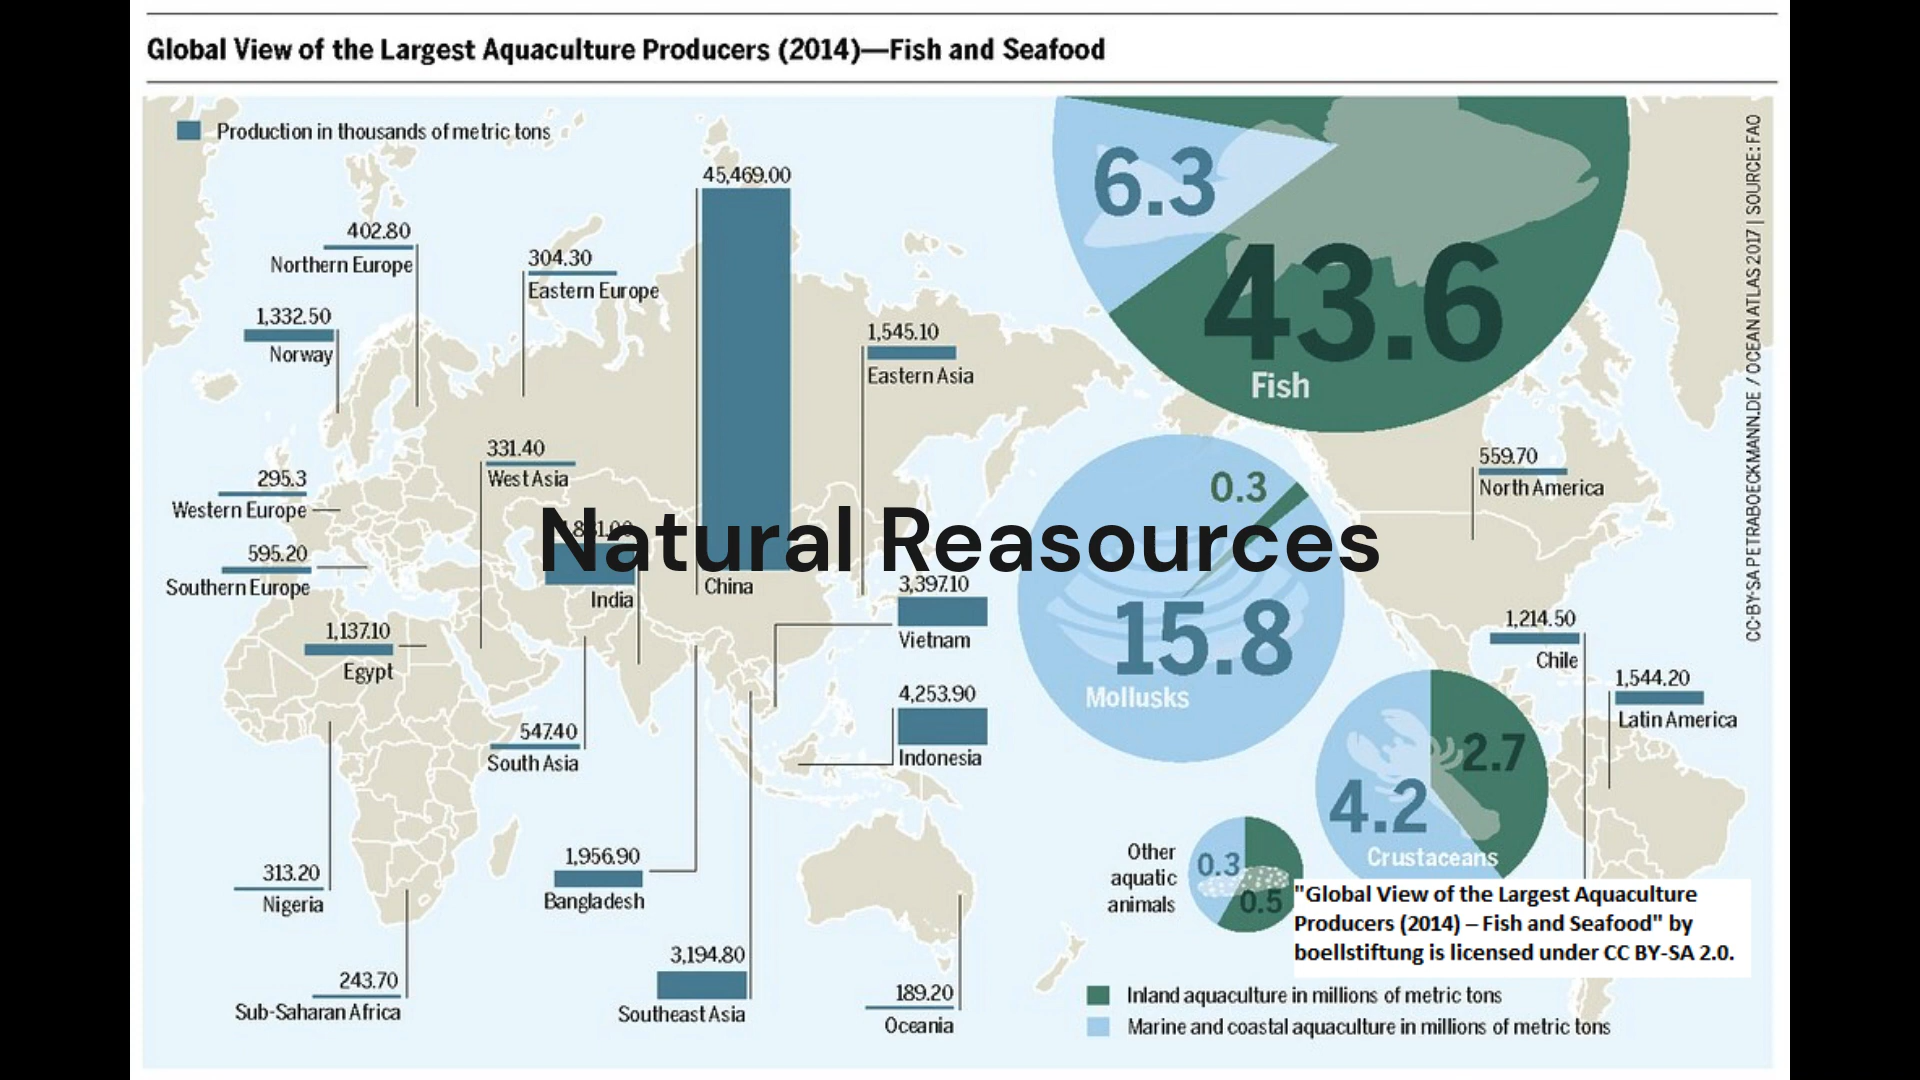 Global View of the Largest Aquaculture Producers (2014)—Fish and Seafood
Production in thousands of metric tons
45,469.00
China
402.80
Northern Europe
304.30
Eastern Europe
1,332.50
Norway
1,545.10
Eastern Asia
331.40
West Asia
295.3
Western Europe
595.20
Southern Europe
India
Natural Reasources
1,137.10
Egypt
3,397.10
Vietnam
4,253.90
Indonesia
547.40
South Asia
313.20
Nigeria
1,956.90
Bangladesh
243.70
Sub-Saharan Africa
3,194.80
Southeast Asia
189.20
Oceania
6.3
43.6
Fish
0.3
15.8
Mollusks
559.70
North America
1,214.50
Chile
1,544.20
Latin America
2.7
4.2
Crustaceans
Other
aquatic
animals
0.3
0.5
"Global View of the Largest Aquaculture
Producers (2014) – Fish and Seafood" by
boellstiftung is licensed under CC BY-SA 2.0.
Inland aquaculture in millions of metric tons
Marine and coastal aquaculture in millions of metric tons
CC-BY-SA PETRABOECKMANN.DE / OCEAN ATLAS 2017 | SOURCE: FAO